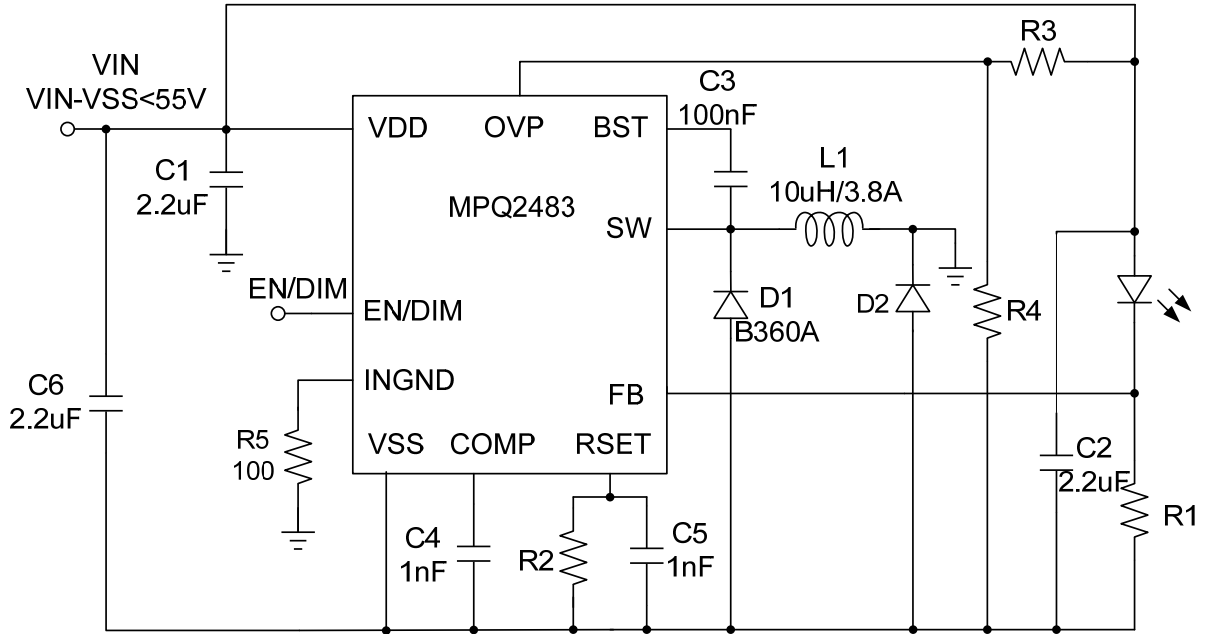 R3
VIN
VIN-VSS<55V
C3
100nF
VDD
OVP
BST
C1
2.2uF
L1
10uH/3.8A
MPQ2483
SW
EN/DIM
EN/DIM
D1
B360A
D2
R4
INGND
FB
C6
2.2uF
R5
100
VSS
COMP
RSET
C2
2.2uF
R1
C4
1nF
R2
C5
1nF